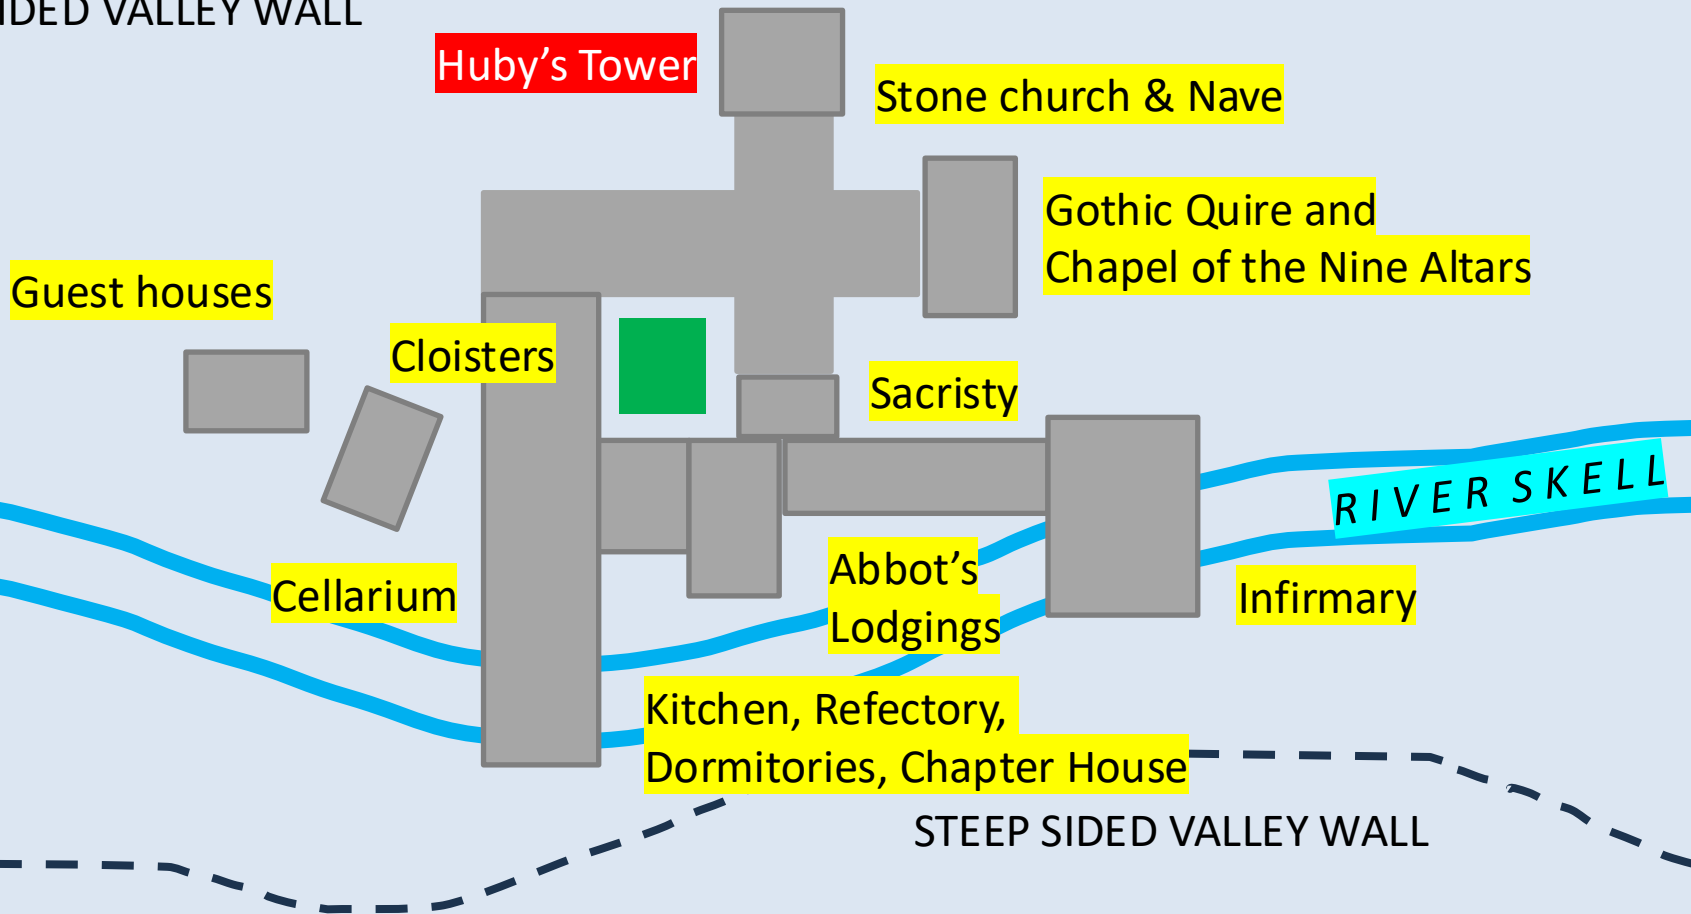 IDED VALLEY WALL
Huby’s Tower
Stone church & Nave
Gothic Quire and
Chapel of the Nine Altars
Guest houses
Cloisters
Sacristy
RIVER SKELL
Abbot’s
Lodgings
Cellarium
Infirmary
Kitchen, Refectory,
Dormitories, Chapter House
STEEP SIDED VALLEY WALL